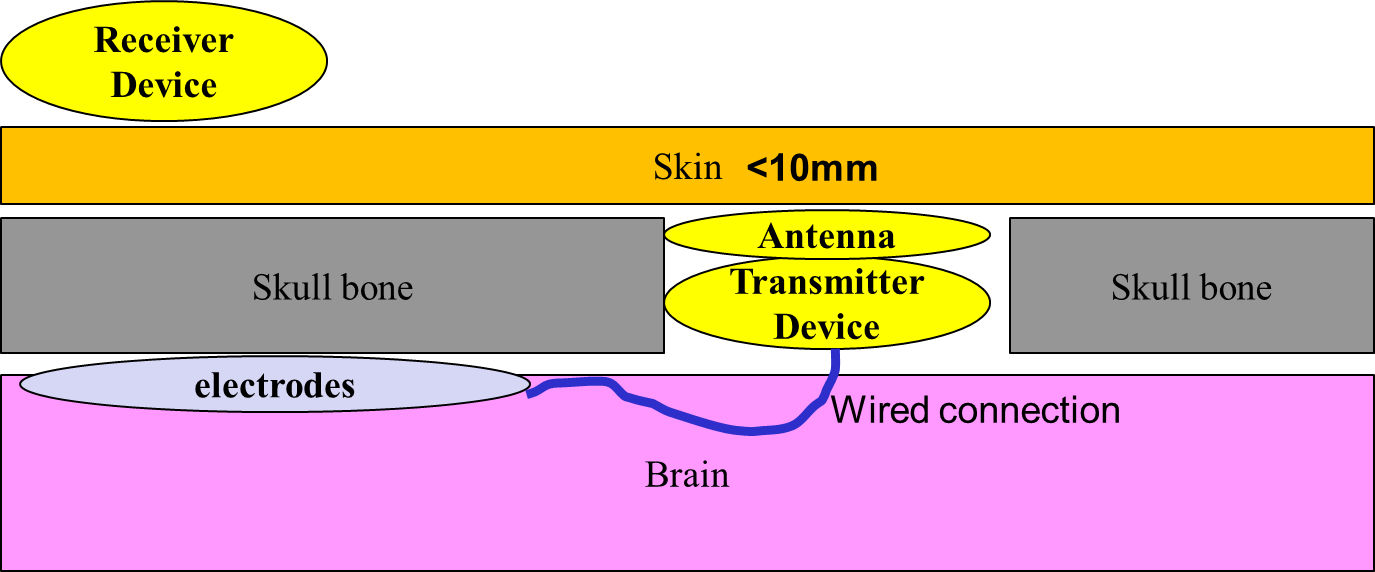 Receiver
Device
Skin <10mm
Antenna
Skull bone
Transmitter
Device
Skull bone
electrodes
Wired connection
Brain